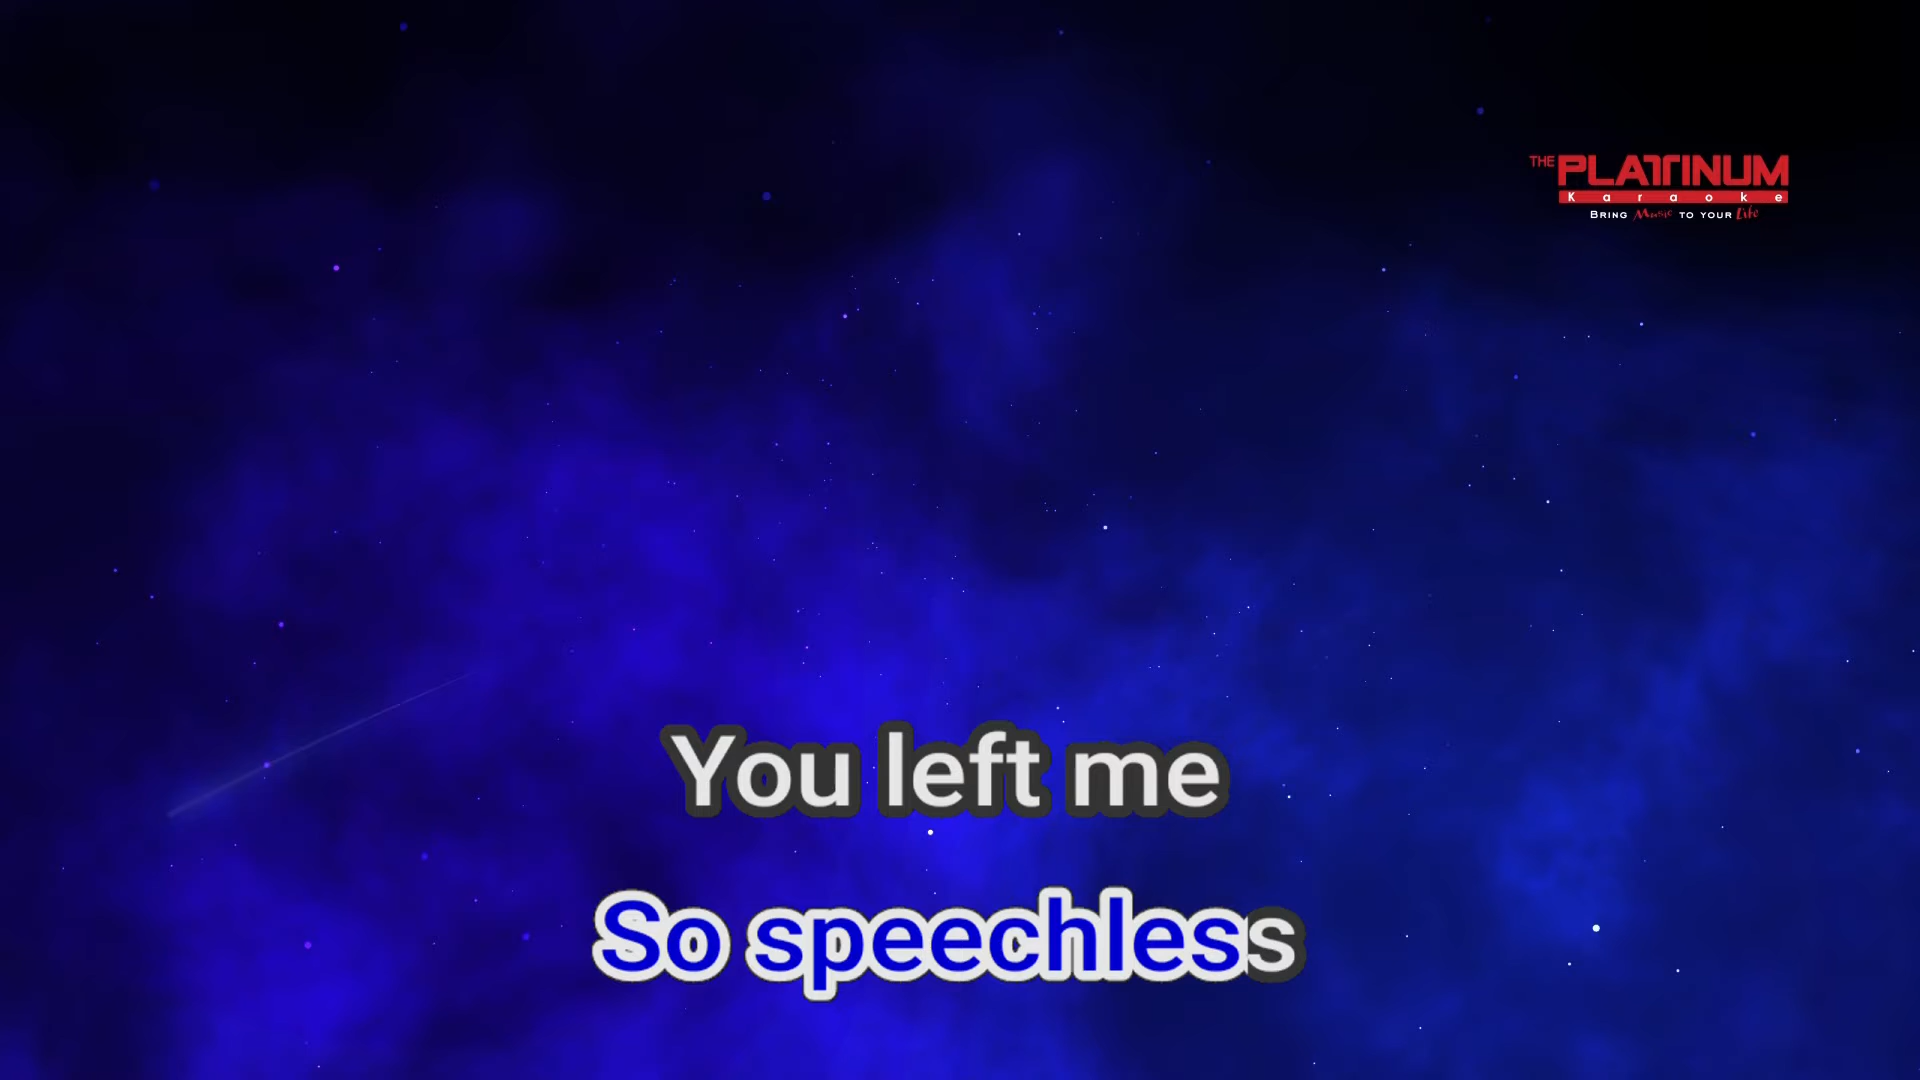 THE PLATINUM
Karaoke
BRING Music TO YOUR Life
You left me
So speechless